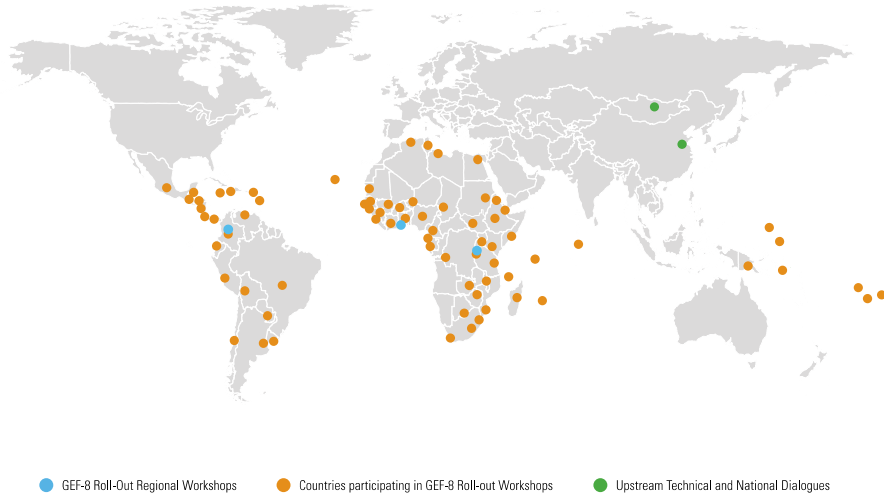 GEF-8 Roll-Out Regional Workshops
Countries participating in GEF-8 Roll-out Workshops
Upstream Technical and National Dialogues